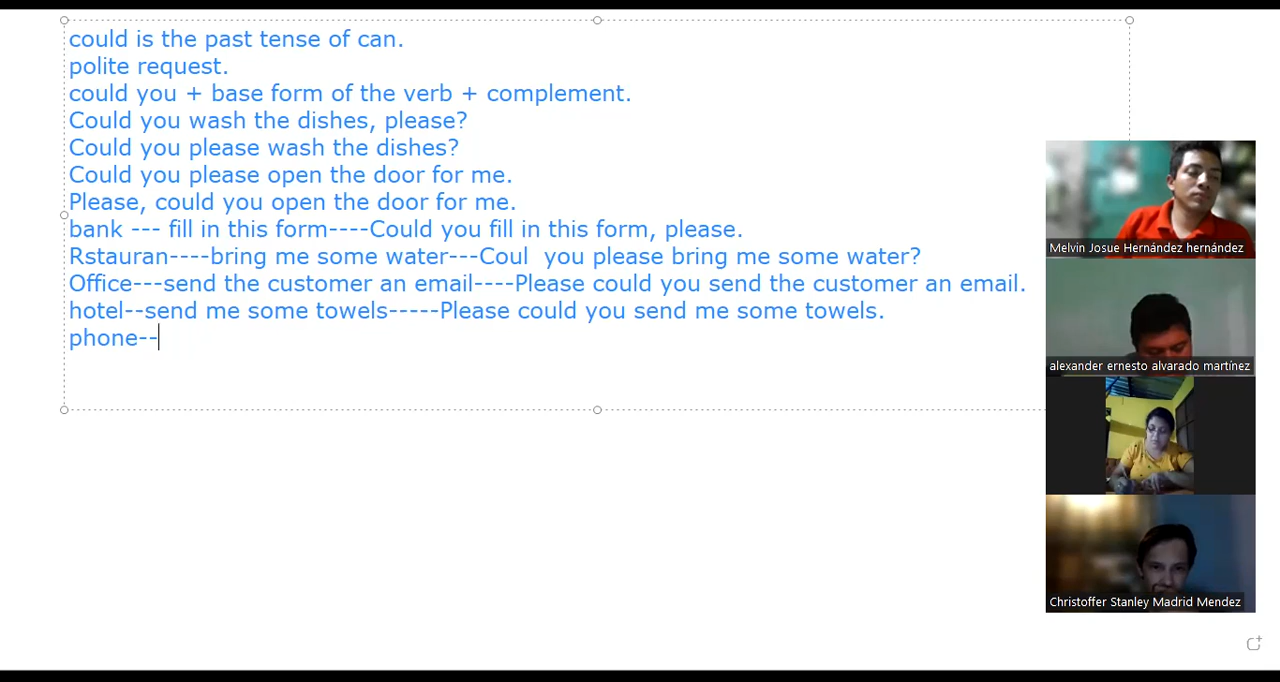 could is the past tense of can.
polite request.
could you + base form of the verb + complement.
Could you wash the dishes, please?
Could you please wash the dishes?
Could you please open the door for me.
Please, could you open the door for me.
bank --- fill in this form----Could you fill in this form, please.
Rstauran----bring me some water---Coul  you please bring me some water?
Office---send the customer an email----Please could you send the customer an email.
hotel--send me some towels-----Please could you send me some towels.
phone--
Melvin Josue Hernández hernández
alexander ernesto alvarado martínez
Christoffer Stanley Madrid Mendez